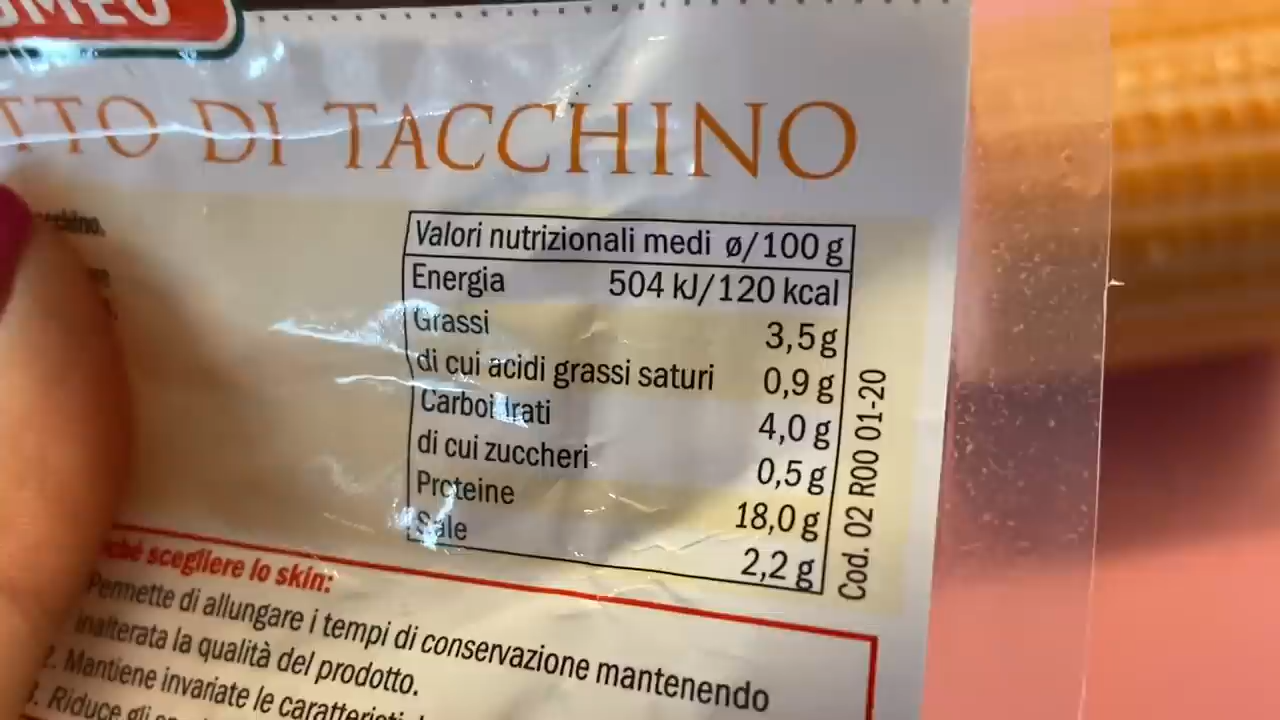 TTO DI TACCHINO
Valori nutrizionali medi ø/100 g
Energia 504 kJ/120 kcal
Grassi 3,5 g
di cui acidi grassi saturi 0,9 g
Carboidrati 4,0 g
di cui zuccheri 0,5 g
Proteine 18,0 g
Sale 2,2 g
Cod. 02 R00 01-20
scegliere lo skin:
Permette di allungare i tempi di conservazione mantenendo
inalterata la qualità del prodotto.
2. Mantiene invariate le
3. Riduce gli